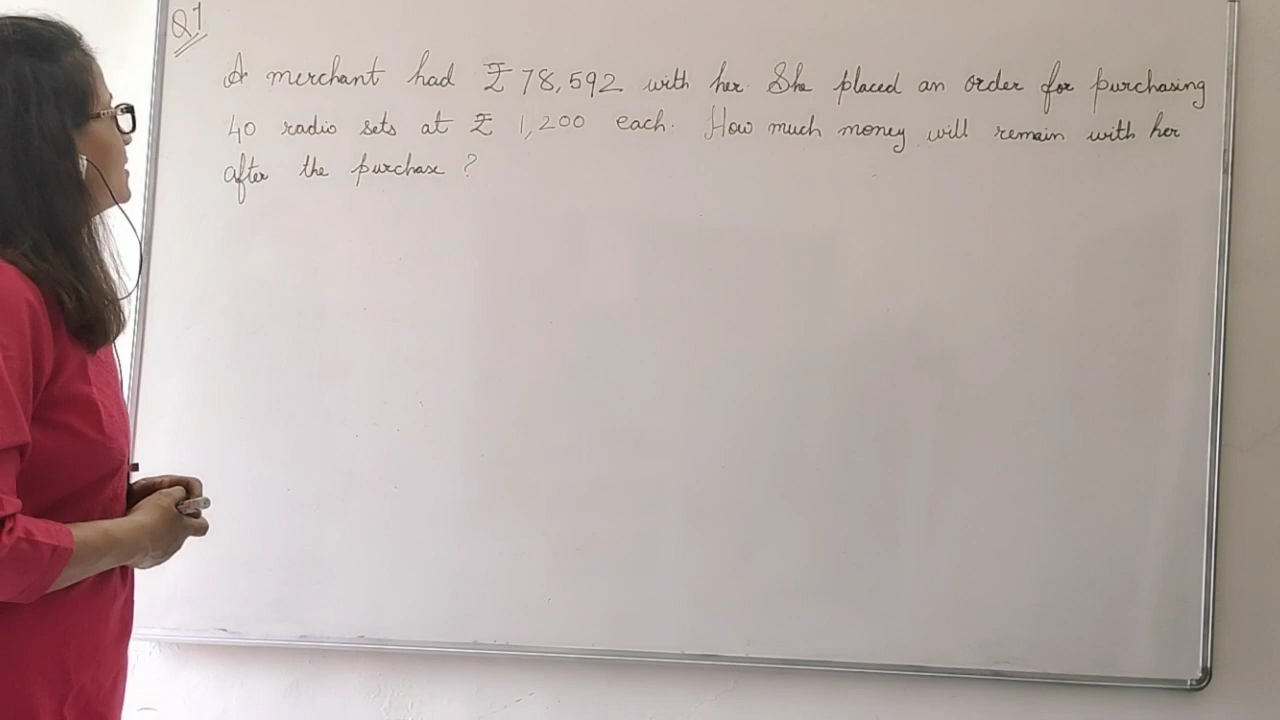 Q1
A merchant had ₹ 78,592 with her. She placed an order for purchasing
40 radio sets at ₹ 1,200 each. How much money will remain with her
after the purchase ?